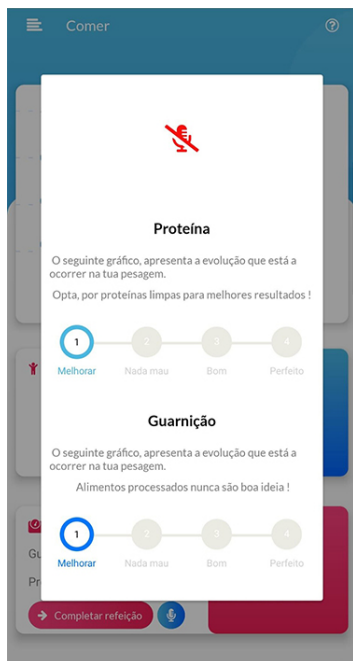 Comer
Proteína
O seguinte gráfico, apresenta a evolução que está a
ocorrer na tua pesagem.
Opta, por proteínas limpas para melhores resultados !
1 2 3 4
Melhorar Nada mau Bom Perfeito
Guarnição
O seguinte gráfico, apresenta a evolução que está a
ocorrer na tua pesagem.
Alimentos processados nunca são boa ideia !
1 2 3 4
Melhorar Nada mau Bom Perfeito
Gu
Pr
Completar refeição